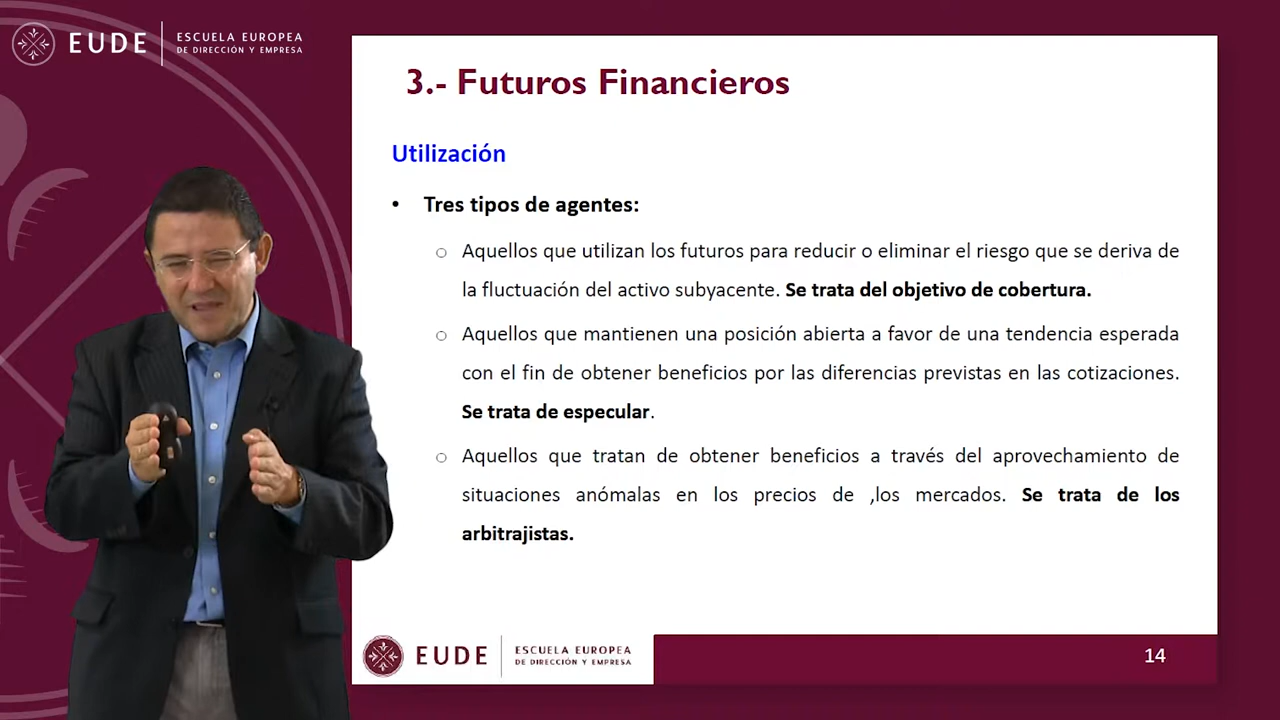 EUDE
ESCUELA EUROPEA
DE DIRECCIÓN Y EMPRESA
3.- Futuros Financieros
Utilización
• Tres tipos de agentes:
o Aquellos que utilizan los futuros para reducir o eliminar el riesgo que se deriva de
la fluctuación del activo subyacente. Se trata del objetivo de cobertura.
o Aquellos que mantienen una posición abierta a favor de una tendencia esperada
con el fin de obtener beneficios por las diferencias previstas en las cotizaciones.
Se trata de especular.
o Aquellos que tratan de obtener beneficios a través del aprovechamiento de
situaciones anómalas en los precios de ,los mercados. Se trata de los
arbitrajistas.
EUDE
ESCUELA EUROPEA
DE DIRECCIÓN Y EMPRESA
14